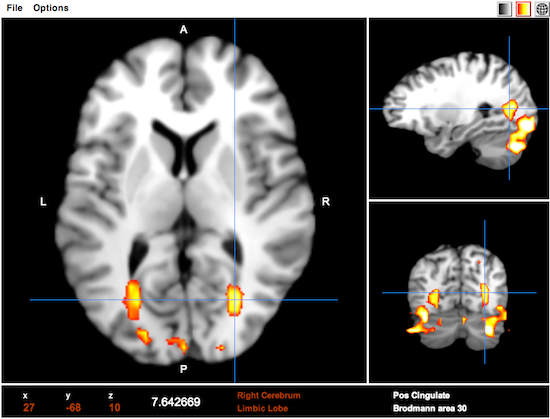 File Options
A
L
R
P
x y z
27 -68 10
7.642669
Right Cerebrum
Limbic Lobe
Pos Cingulate
Brodmann area 30